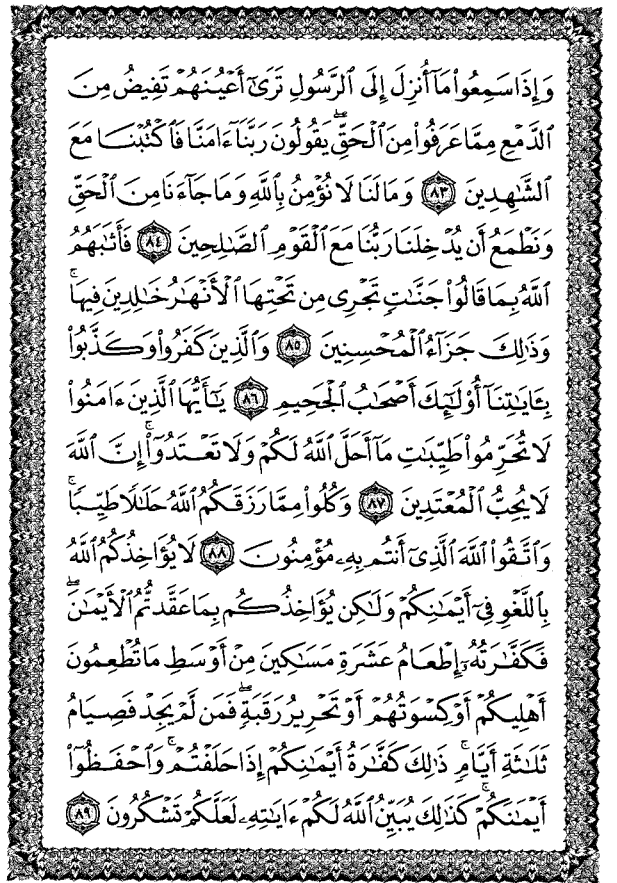 وَإِذَا سَمِعُوا۟ مَآ أُنزِلَ إِلَى ٱلرَّسُولِ تَرَىٰٓ أَعْيُنَهُمْ تَفِيضُ مِنَ
ٱلدَّمْعِ مِمَّا عَرَفُوا۟ مِنَ ٱلْحَقِّ ۖ يَقُولُونَ رَبَّنَآ ءَامَنَّا فَٱكْتُبْنَا مَعَ
ٱلشَّٰهِدِينَ ٨٣ وَمَا لَنَا لَا نُؤْمِنُ بِٱللَّهِ وَمَا جَآءَنَا مِنَ ٱلْحَقِّ
وَنَطْمَعُ أَن يُدْخِلَنَا رَبُّنَا مَعَ ٱلْقَوْمِ ٱلصَّٰلِحِينَ ٨٤ فَأَثَٰبَهُمُ
ٱللَّهُ بِمَا قَالُوا۟ جَنَّٰتٍ تَجْرِى مِن تَحْتِهَا ٱلْأَنْهَٰرُ خَٰلِدِينَ فِيهَا ۚ
وَذَٰلِكَ جَزَآءُ ٱلْمُحْسِنِينَ ٨٥ وَٱلَّذِينَ كَفَرُوا۟ وَكَذَّبُوا۟
بِـَٔايَٰتِنَآ أُو۟لَٰٓئِكَ أَصْحَٰبُ ٱلْجَحِيمِ ٨٦ يَٰٓأَيُّهَا ٱلَّذِينَ ءَامَنُوا۟
لَا تُحَرِّمُوا۟ طَيِّبَٰتِ مَآ أَحَلَّ ٱللَّهُ لَكُمْ وَلَا تَعْتَدُوٓا۟ ۚ إِنَّ ٱللَّهَ
لَا يُحِبُّ ٱلْمُعْتَدِينَ ٨٧ وَكُلُوا۟ مِمَّا رَزَقَكُمُ ٱللَّهُ حَلَٰلًا طَيِّبًا ۚ
وَٱتَّقُوا۟ ٱللَّهَ ٱلَّذِىٓ أَنتُم بِهِۦ مُؤْمِنُونَ ٨٨ لَا يُؤَاخِذُكُمُ ٱللَّهُ
بِٱللَّغْوِ فِىٓ أَيْمَٰنِكُمْ وَلَٰكِن يُؤَاخِذُكُم بِمَا عَقَّدتُّمُ ٱلْأَيْمَٰنَ ۖ
فَكَفَّٰرَتُهُۥٓ إِطْعَامُ عَشَرَةِ مَسَٰكِينَ مِنْ أَوْسَطِ مَا تُطْعِمُونَ
أَهْلِيكُمْ أَوْ كِسْوَتُهُمْ أَوْ تَحْرِيرُ رَقَبَةٍ ۖ فَمَن لَّمْ يَجِدْ فَصِيَامُ
ثَلَٰثَةِ أَيَّامٍ ۚ ذَٰلِكَ كَفَّٰرَةُ أَيْمَٰنِكُمْ إِذَا حَلَفْتُمْ ۚ وَٱحْفَظُوٓا۟
أَيْمَٰنَكُمْ ۚ كَذَٰلِكَ يُبَيِّنُ ٱللَّهُ لَكُمْ ءَايَٰتِهِۦ لَعَلَّكُمْ تَشْكُرُونَ ٨٩